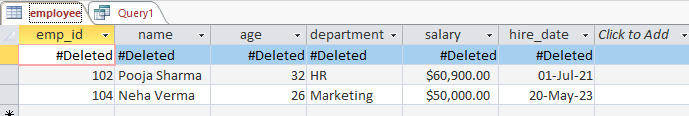 employee Query1
emp_id name age department salary hire_date Click to Add
#Deleted #Deleted #Deleted #Deleted #Deleted #Deleted
102 Pooja Sharma 32 HR $60,900.00 01-Jul-21
104 Neha Verma 26 Marketing $50,000.00 20-May-23